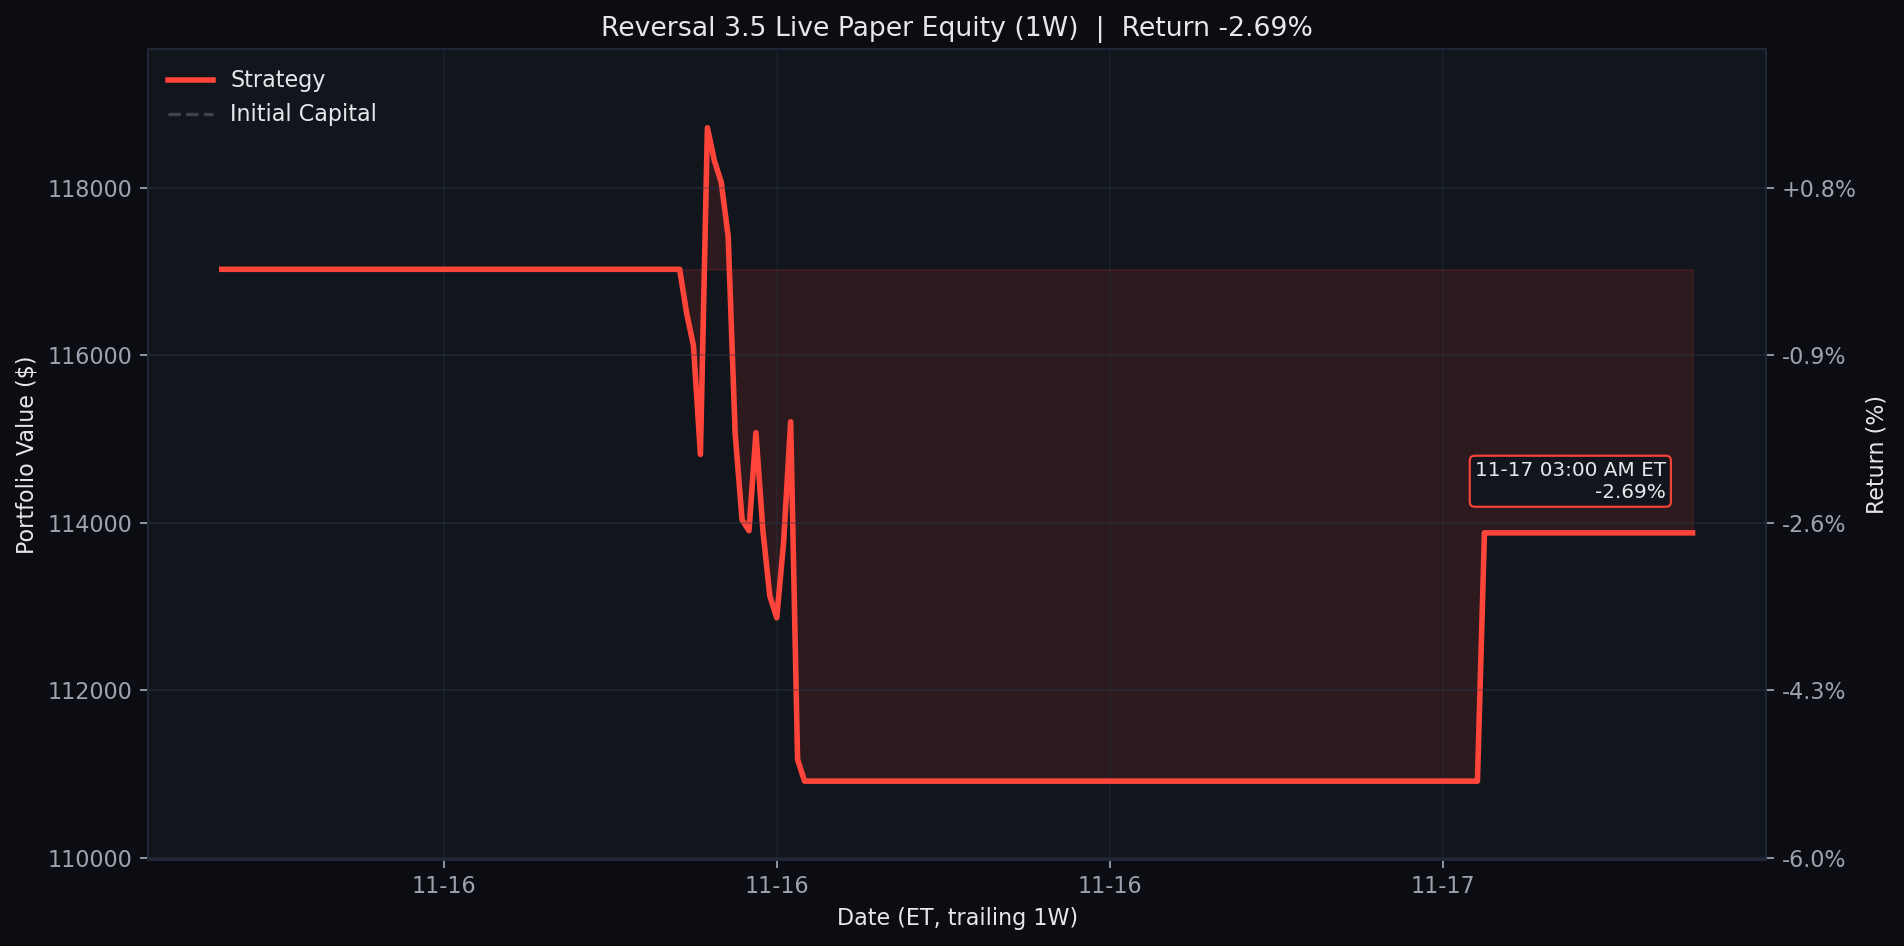 Reversal 3.5 Live Paper Equity (1W)  |  Return -2.69%
Strategy
Initial Capital
Portfolio Value ($)
118000
116000
114000
112000
110000
+0.8%
-0.9%
-2.6%
-4.3%
-6.0%
Return (%)
11-17 03:00 AM ET
-2.69%
11-16
11-16
11-16
11-17
Date (ET, trailing 1W)